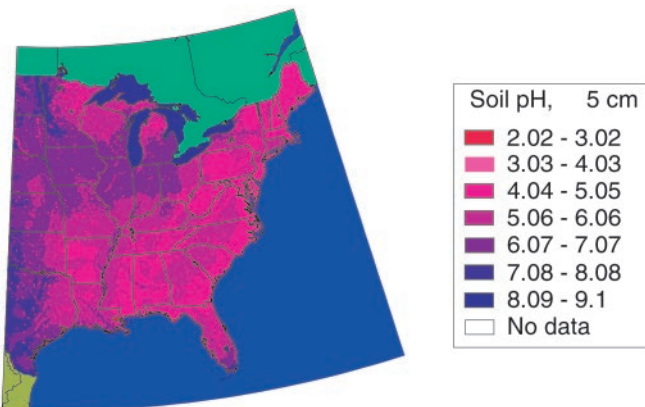 Soil pH, 5 cm
2.02 - 3.02
3.03 - 4.03
4.04 - 5.05
5.06 - 6.06
6.07 - 7.07
7.08 - 8.08
8.09 - 9.1
No data